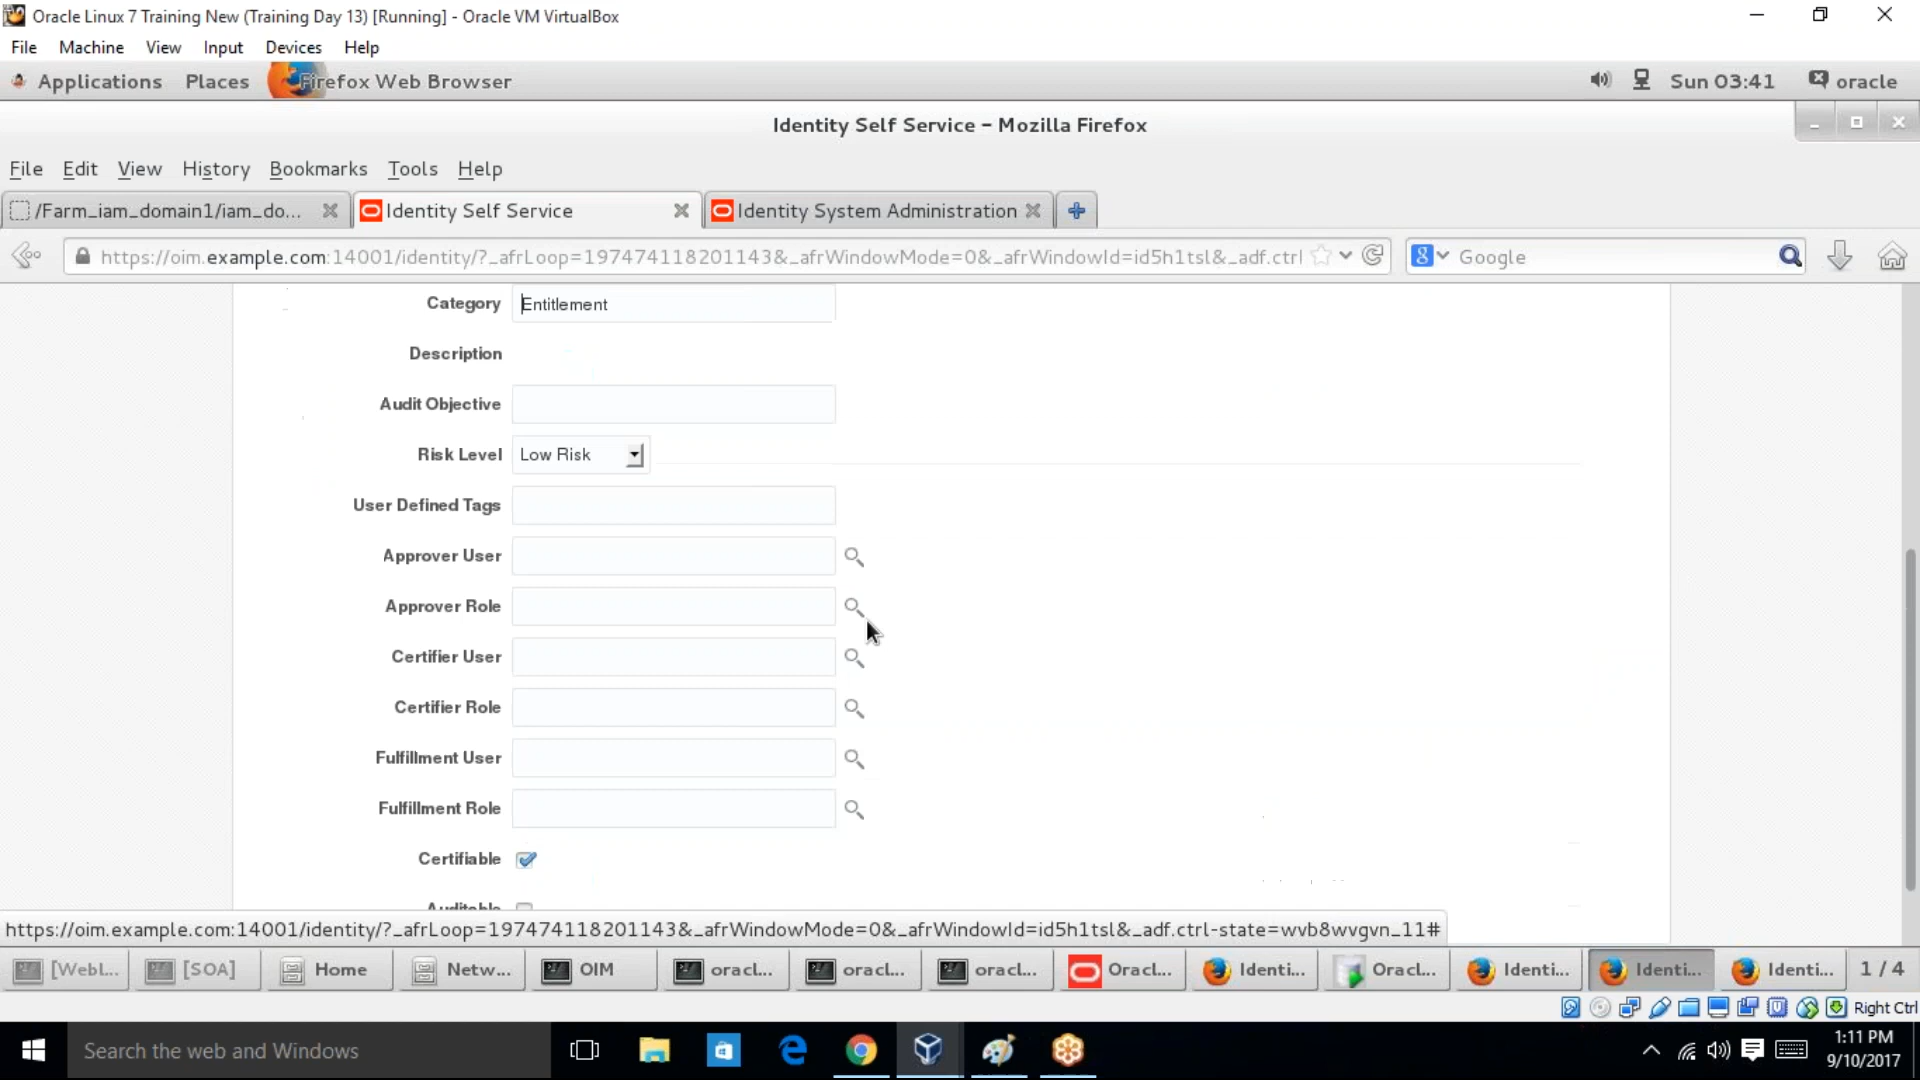 Oracle Linux 7 Training New (Training Day 13) [Running] - Oracle VM VirtualBox
File Machine View Input Devices Help
Applications Places Firefox Web Browser Sun 03:41 oracle
Identity Self Service - Mozilla Firefox
File Edit View History Bookmarks Tools Help
/Farm_iam_domain1/iam_do... Identity Self Service Identity System Administration
https://oim.example.com:14001/identity/?_afrLoop=197474118201143&_afrWindowMode=0&_afrWindowId=id5h1tsl&_adf.ctrl Google
Category Entitlement
Description
Audit Objective
Risk Level Low Risk
User Defined Tags
Approver User
Approver Role
Certifier User
Certifier Role
Fulfillment User
Fulfillment Role
Certifiable
Auditable
https://oim.example.com:14001/identity/?_afrLoop=197474118201143&_afrWindowMode=0&_afrWindowId=id5h1tsl&_adf.ctrl-state=wvb8wvgvn_11#
[WebL... [SOA] Home Netw... OIM oracl... oracl... oracl... Oracl... Identi... Oracl... Identi... Identi... Identi... 1 / 4
Right Ctrl
Search the web and Windows 1:11 PM
9/10/2017